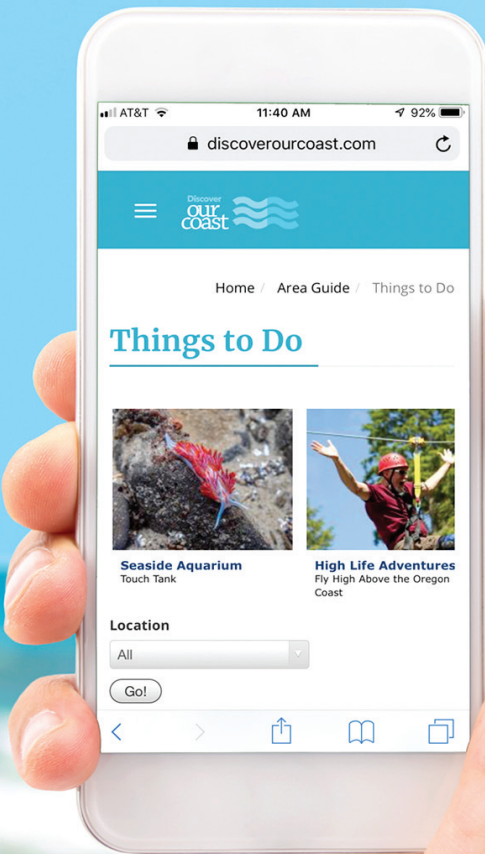 AT&T 11:40 AM 92%
discoverourcoast.com
Discover
our
coast
Home / Area Guide / Things to Do
Things to Do
Seaside Aquarium
Touch Tank
High Life Adventures
Fly High Above the Oregon
Coast
Location
All
Go!